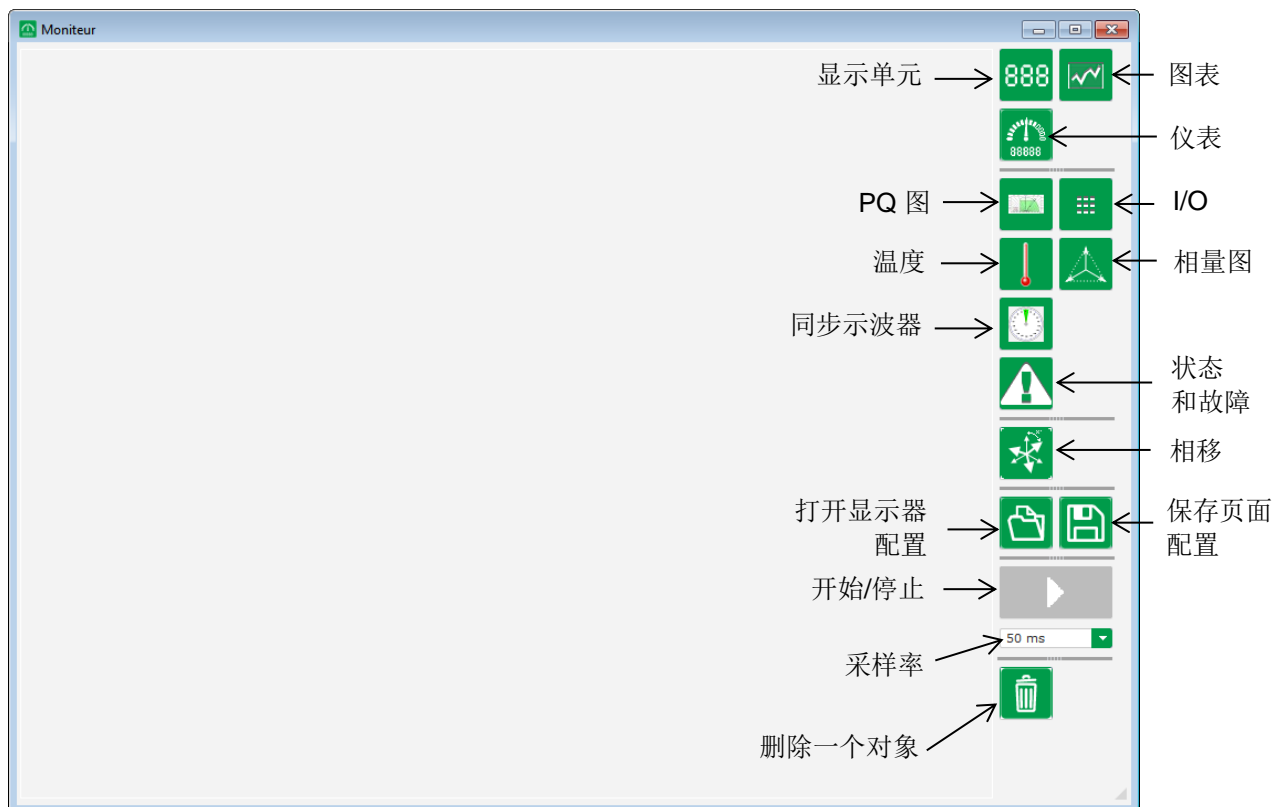 Moniteur
显示单元
888
图表
88888
仪表
PQ 图
I/O
温度
相量图
同步示波器
状态
和故障
相移
打开显示器
配置
保存页面
配置
开始/停止
50 ms
采样率
删除一个对象